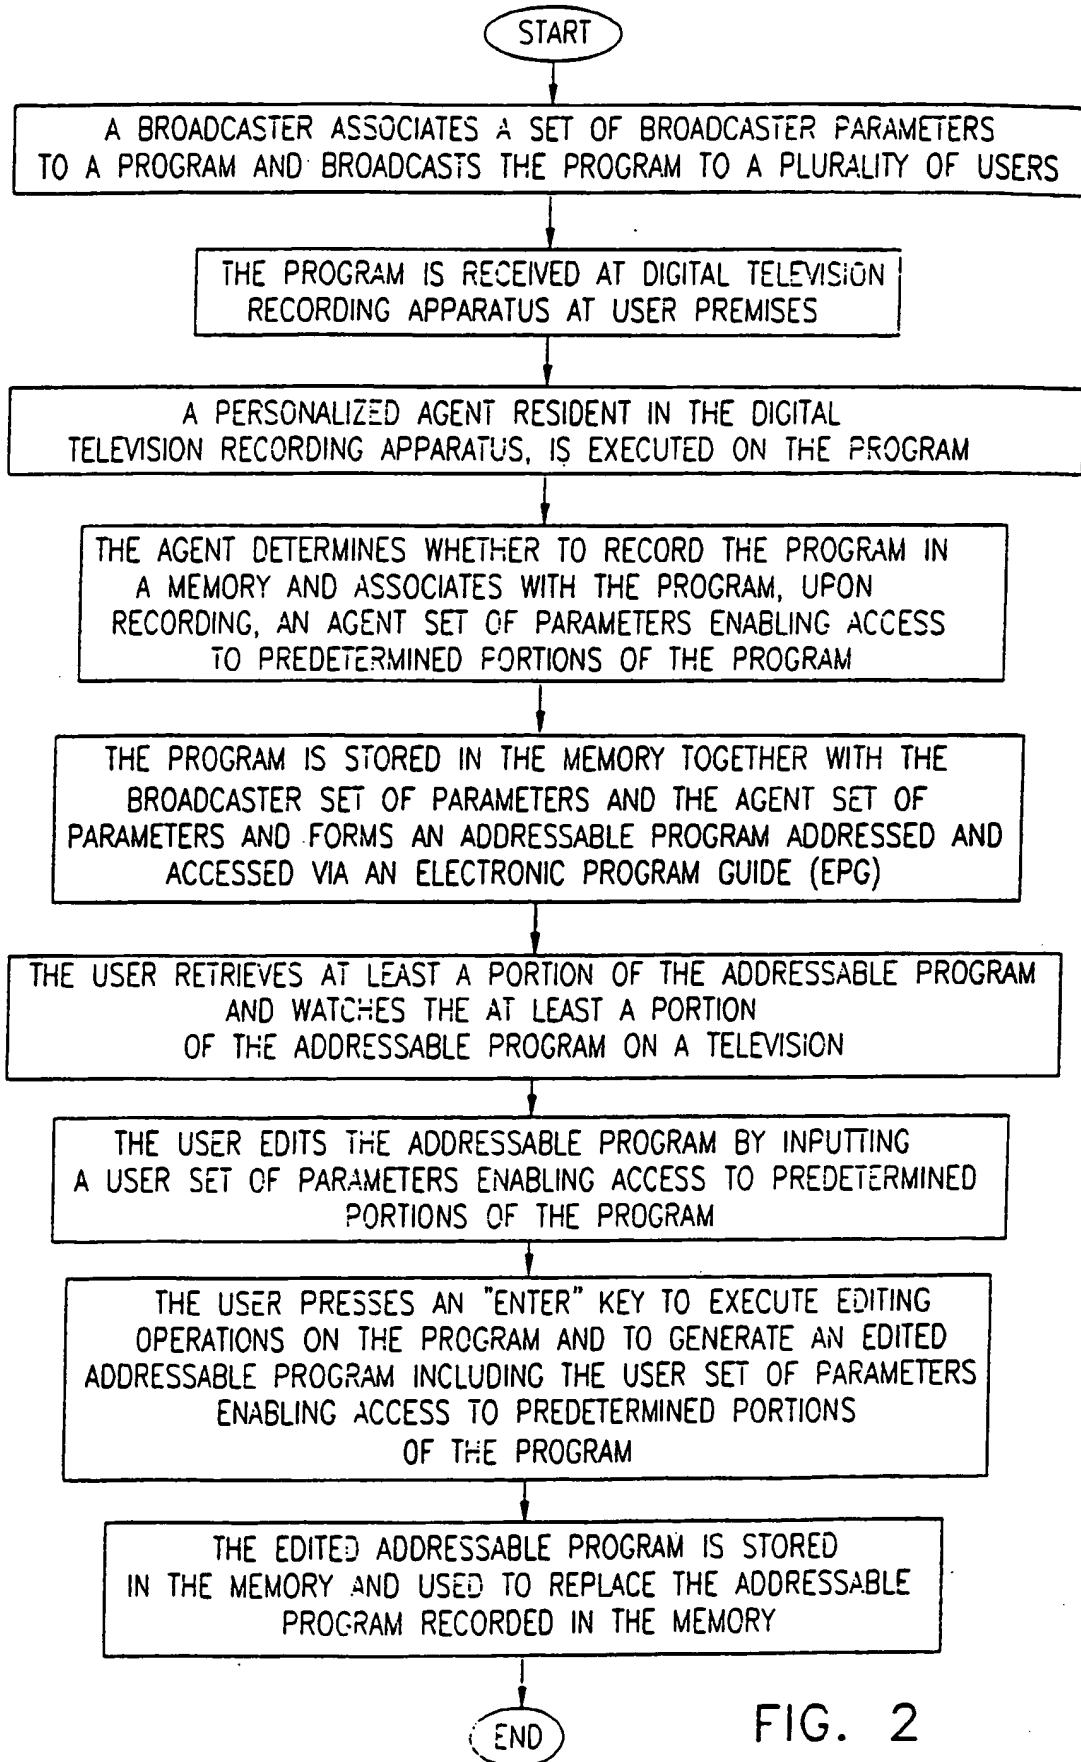 START
A BROADCASTER ASSOCIATES A SET OF BROADCASTER PARAMETERS
TO A PROGRAM AND BROADCASTS THE PROGRAM TO A PLURALITY OF USERS
THE PROGRAM IS RECEIVED AT DIGITAL TELEVISION
RECORDING APPARATUS AT USER PREMISES
A PERSONALIZED AGENT RESIDENT IN THE DIGITAL
TELEVISION RECORDING APPARATUS, IS EXECUTED ON THE PROGRAM
THE AGENT DETERMINES WHETHER TO RECORD THE PROGRAM IN
A MEMORY AND ASSOCIATES WITH THE PROGRAM, UPON
RECORDING, AN AGENT SET OF PARAMETERS ENABLING ACCESS
TO PREDETERMINED PORTIONS OF THE PROGRAM
THE PROGRAM IS STORED IN THE MEMORY TOGETHER WITH THE
BROADCASTER SET OF PARAMETERS AND THE AGENT SET OF
PARAMETERS AND FORMS AN ADDRESSABLE PROGRAM ADDRESSED AND
ACCESSED VIA AN ELECTRONIC PROGRAM GUIDE (EPG)
THE USER RETRIEVES AT LEAST A PORTION OF THE ADDRESSABLE PROGRAM
AND WATCHES THE AT LEAST A PORTION
OF THE ADDRESSABLE PROGRAM ON A TELEVISION
THE USER EDITS THE ADDRESSABLE PROGRAM BY INPUTTING
A USER SET OF PARAMETERS ENABLING ACCESS TO PREDETERMINED
PORTIONS OF THE PROGRAM
THE USER PRESSES AN "ENTER" KEY TO EXECUTE EDITING
OPERATIONS ON THE PROGRAM AND TO GENERATE AN EDITED
ADDRESSABLE PROGRAM INCLUDING THE USER SET OF PARAMETERS
ENABLING ACCESS TO PREDETERMINED PORTIONS
OF THE PROGRAM
THE EDITED ADDRESSABLE PROGRAM IS STORED
IN THE MEMORY AND USED TO REPLACE THE ADDRESSABLE
PROGRAM RECORDED IN THE MEMORY
END
FIG. 2